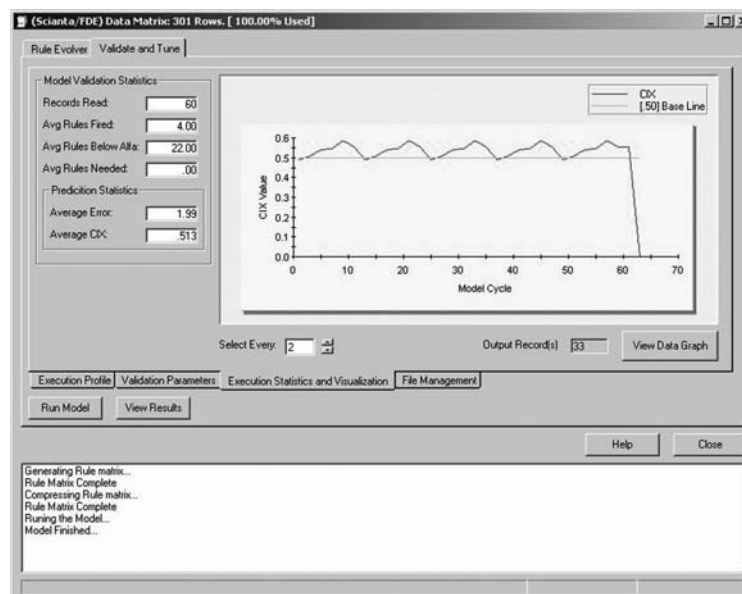 (Scianta/FDE) Data Matrix: 301 Rows. [ 100.00% Used]
Rule Evolver
Validate and Tune
Model Validation Statistics
Records Read: 60
Avg Rules Fired: 4.00
Avg Rules Below Alfa: 22.00
Avg Rules Needed: .00
Predicition Statistics
Average Error: 1.99
Average CIX: .513
CIX
[.50] Base Line
0.6
0.5
0.4
0.3
0.2
0.1
0.0
CIX Value
0 10 20 30 40 50 60 70
Model Cycle
Select Every: 2
Output Record(s) 33
View Data Graph
Execution Profile
Validation Parameters
Execution Statistics and Visualization
File Management
Run Model
View Results
Help
Close
Generating Rule matrix...
Rule Matrix Complete
Compressing Rule matrix...
Rule Matrix Complete
Runing the Model...
Model Finished...